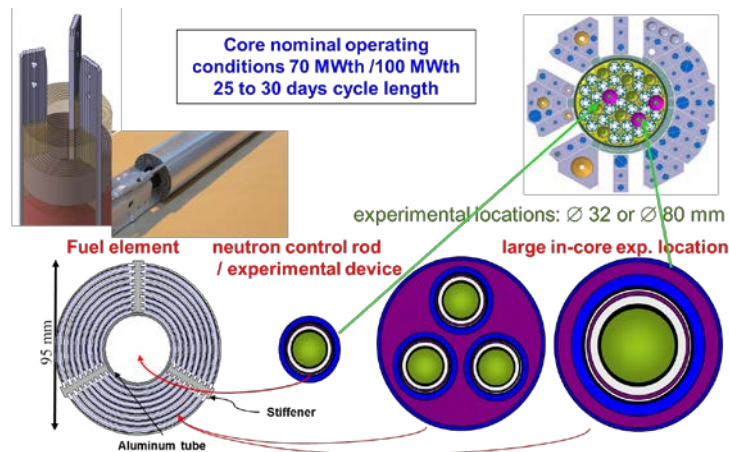 Core nominal operating
conditions 70 MWth /100 MWth
25 to 30 days cycle length
experimental locations: ∅ 32 or ∅ 80 mm
Fuel element
neutron control rod
/ experimental device
large in-core exp. location
95 mm
Stiffener
Aluminum tube